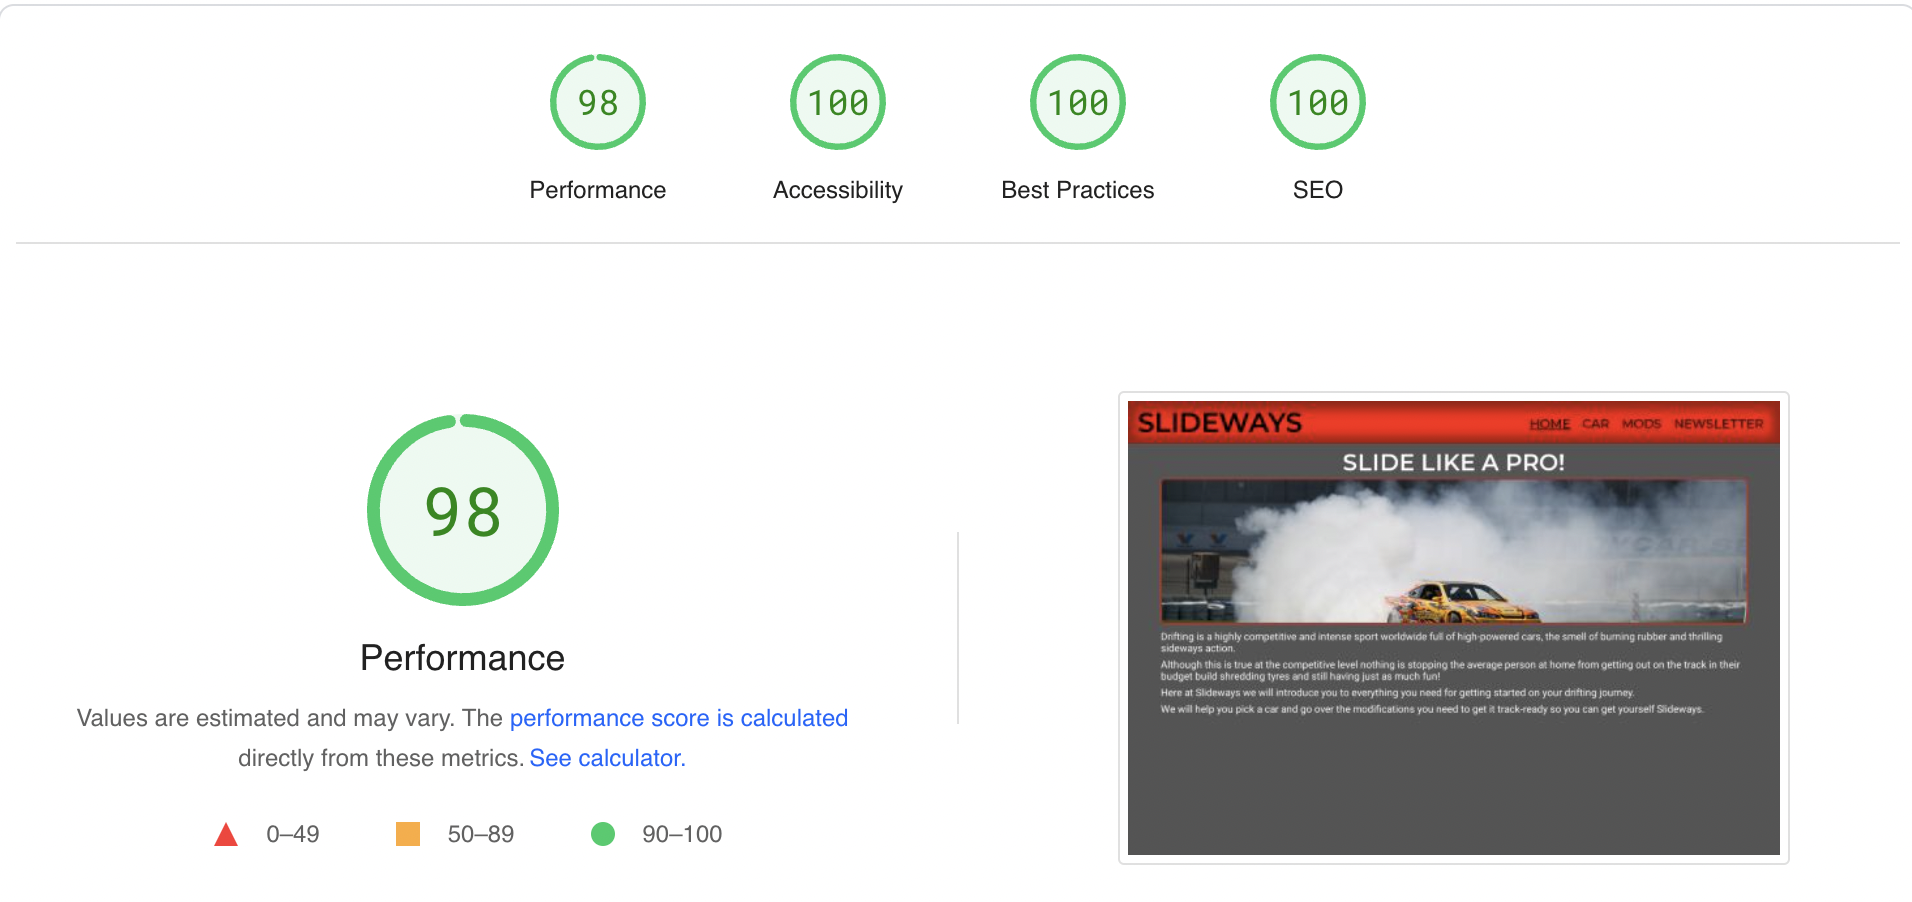 98 100 100 100
Performance Accessibility Best Practices SEO
98
Performance
Values are estimated and may vary. The performance score is calculated
directly from these metrics. See calculator.
0–49 50–89 90–100
SLIDEWAYS HOME CAR MODS NEWSLETTER
SLIDE LIKE A PRO!
Drifting is a highly competitive and intense sport worldwide full of high-powered cars, the smell of burning rubber and thrilling
sideways action.
Although this is true at the competitive level nothing is stopping the average person at home from getting out on the track in their
budget build shredding tyres and still having just as much fun!
Here at Slideways we will introduce you to everything you need for getting started on your drifting journey.
We will help you pick a car and go over the modifications you need to get it track-ready so you can get yourself Slideways.